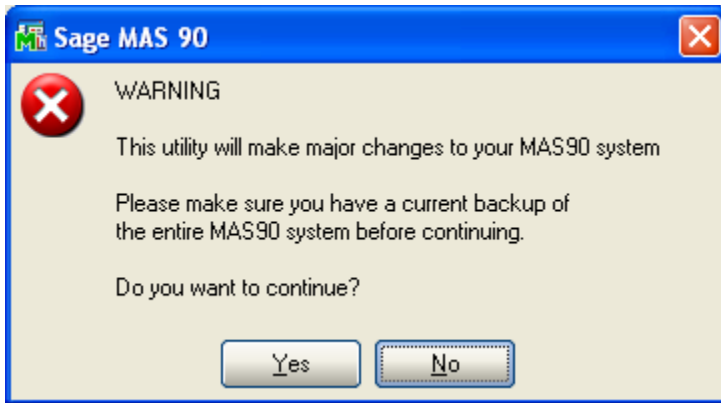 Sage MAS 90
WARNING
This utility will make major changes to your MAS90 system
Please make sure you have a current backup of
the entire MAS90 system before continuing.
Do you want to continue?
Yes
No